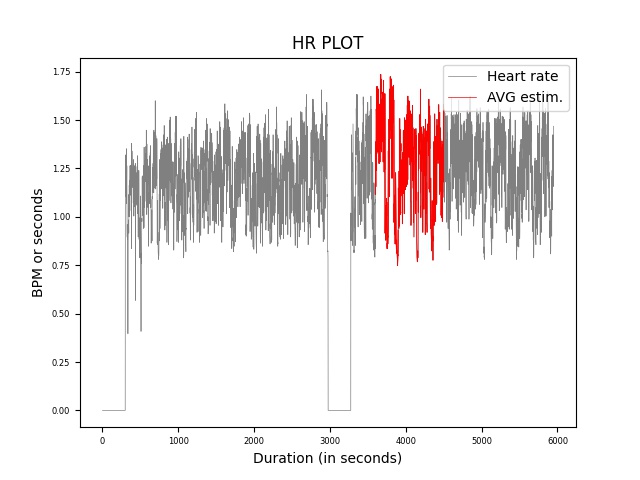 HR PLOT
Heart rate
AVG estim.
1.75
1.50
1.25
1.00
0.75
0.50
0.25
0.00
BPM or seconds
0 1000 2000 3000 4000 5000 6000
Duration (in seconds)